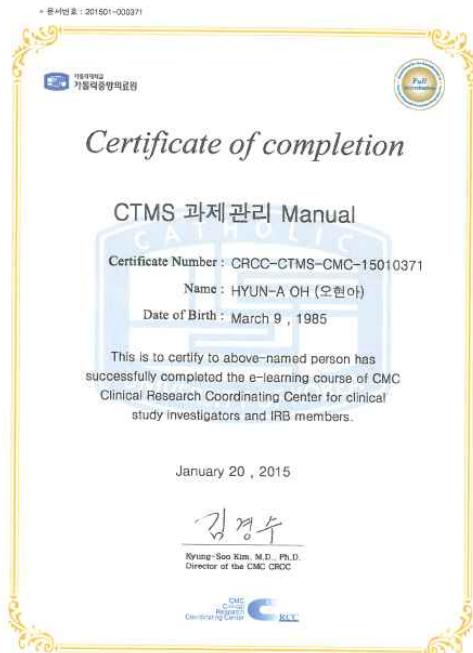 문서번호 : 201501-000371
가톨릭대학교
가톨릭중앙의료원
Full
Certificate of completion
CTMS 과제관리 Manual
CATHOLIC
Certificate Number : CRCC-CTMS-CMC-15010371
Name : HYUN-A OH (오현아)
Date of Birth : March 9 , 1985
This is to certify to above-named person has
successfully completed the e-learning course of CMC
Clinical Research Coordinating Center for clinical
study investigators and IRB members.
January 20 , 2015
김경수
Kyung-Soo Kim, M.D., Ph.D.
Director of the CMC CRCC
CMC
Clinical
Research
Coordinating Center
CRCC